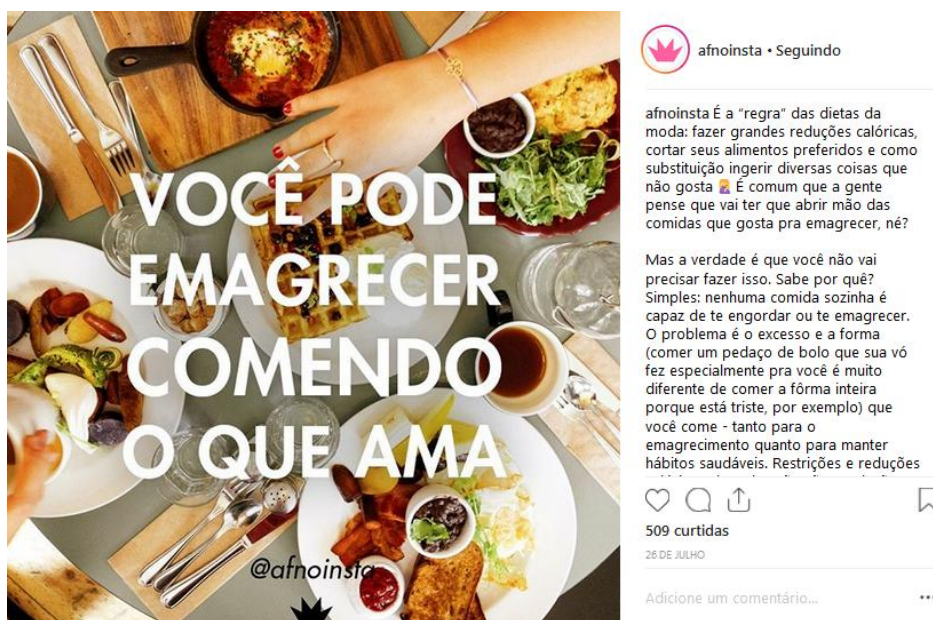 VOCÊ PODE
EMAGRECER
COMENDO
O QUE AMA
@afnoinsta
afnoinsta • Seguindo
afnoinsta É a “regra” das dietas da
moda: fazer grandes reduções calóricas,
cortar seus alimentos preferidos e como
substituição ingerir diversas coisas que
não gosta 🤦‍♀️ É comum que a gente
pense que vai ter que abrir mão das
comidas que gosta pra emagrecer, né?
Mas a verdade é que você não vai
precisar fazer isso. Sabe por quê?
Simples: nenhuma comida sozinha é
capaz de te engordar ou te emagrecer.
O problema é o excesso e a forma
(comer um pedaço de bolo que sua vó
fez especialmente pra você é muito
diferente de comer a fôrma inteira
porque está triste, por exemplo) que
você come - tanto para o
emagrecimento quanto para manter
hábitos saudáveis. Restrições e reduções
509 curtidas
26 DE JULHO
Adicione um comentário...